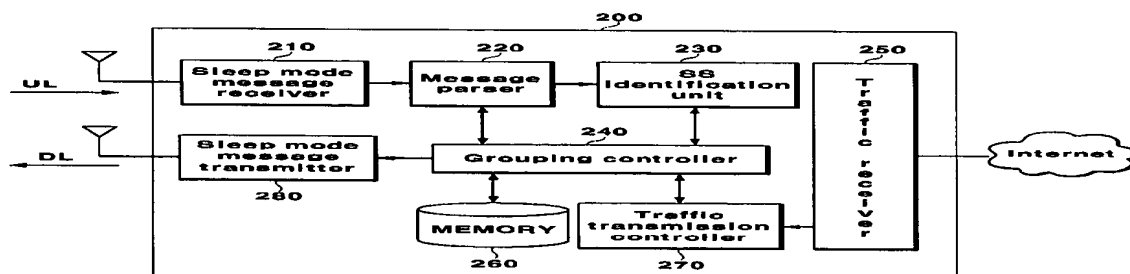 200
210
220
230
250
UL
Sleep mode
message
receiver
Message
parser
SS
identification
unit
Traffic receiver
240
DL
Sleep mode
message
transmittor
Grouping controller
Internet
280
MEMORY
260
Traffic
transmission
controller
270